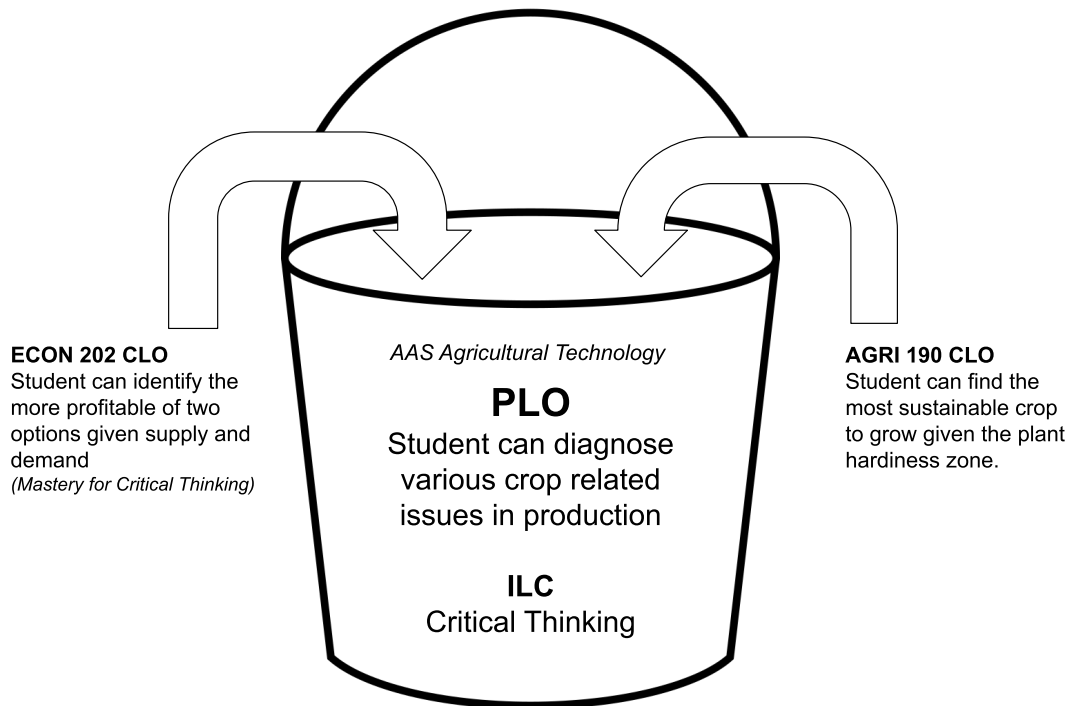 ECON 202 CLO
Student can identify the
more profitable of two
options given supply and
demand
(Mastery for Critical Thinking)
AAS Agricultural Technology
PLO
Student can diagnose
various crop related
issues in production
ILC
Critical Thinking
AGRI 190 CLO
Student can find the
most sustainable crop
to grow given the plant
hardiness zone.